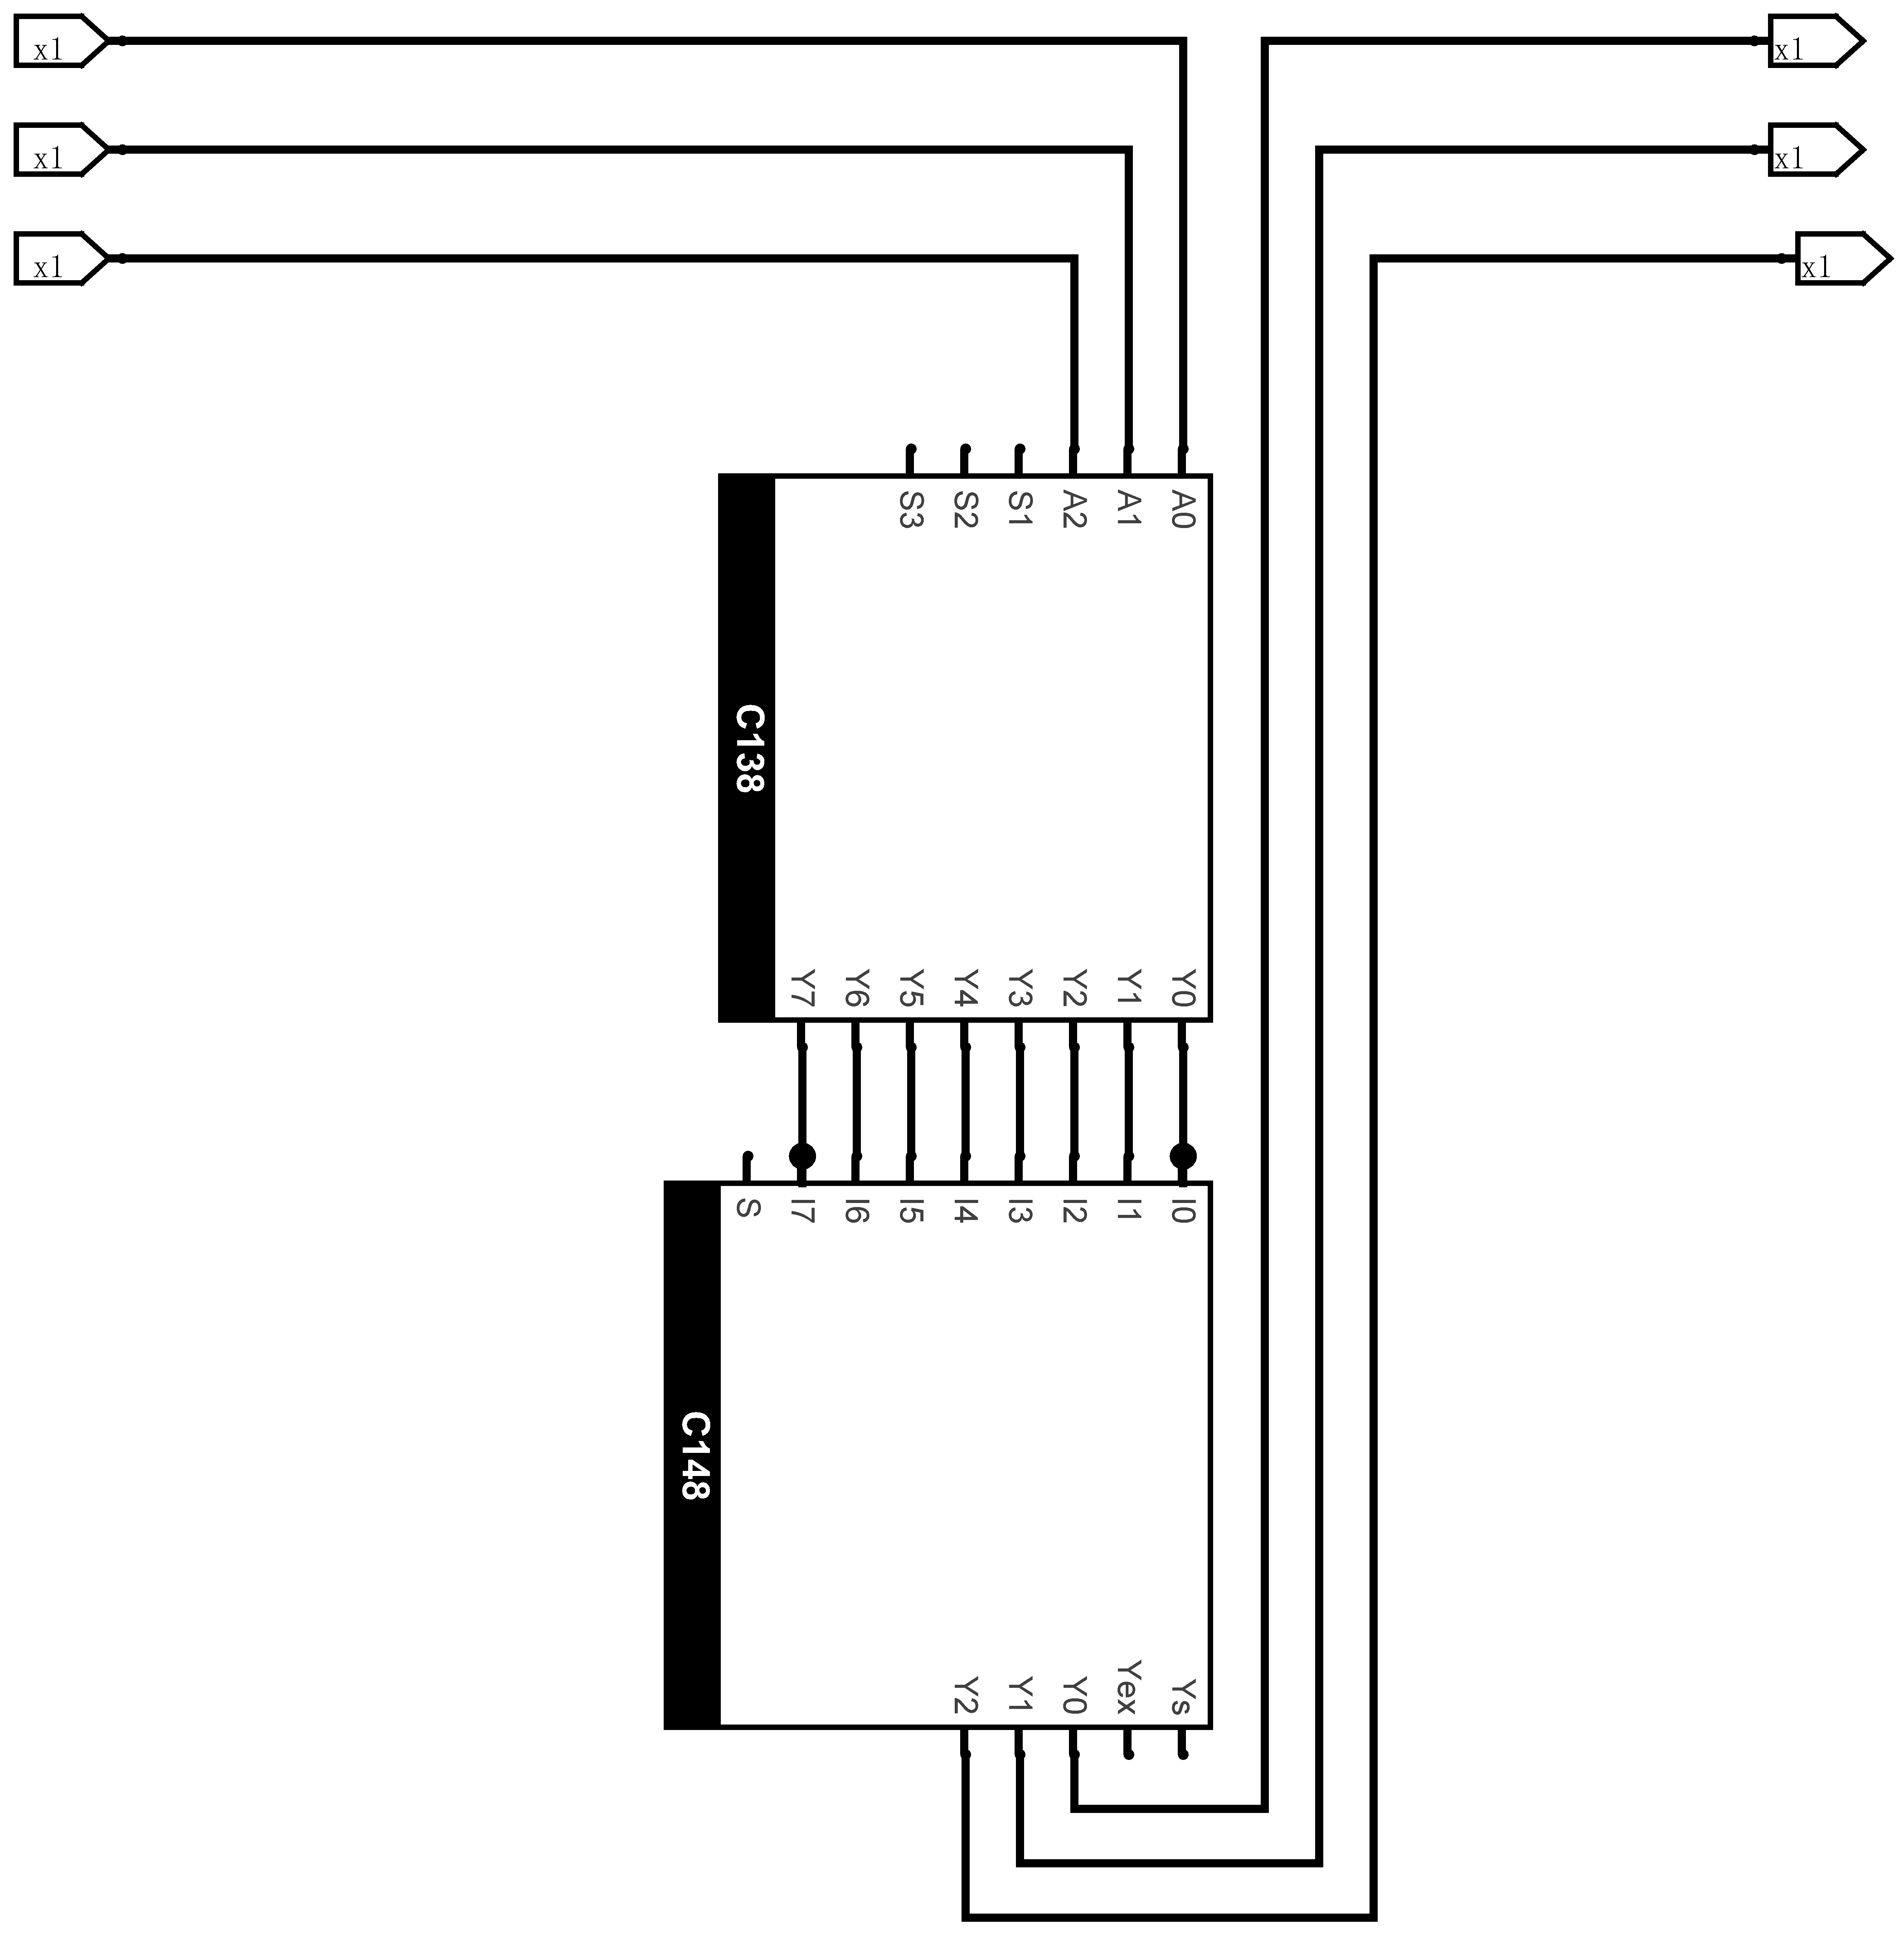 x1 x1
x1 x1
x1 x1
S3 S2 S1 A2 A1 A0
C138
Y7 Y6 Y5 Y4 Y3 Y2 Y1 Y0
S I7 I6 I5 I4 I3 I2 I1 I0
C148
Y2 Y1 Y0 Yex Ys